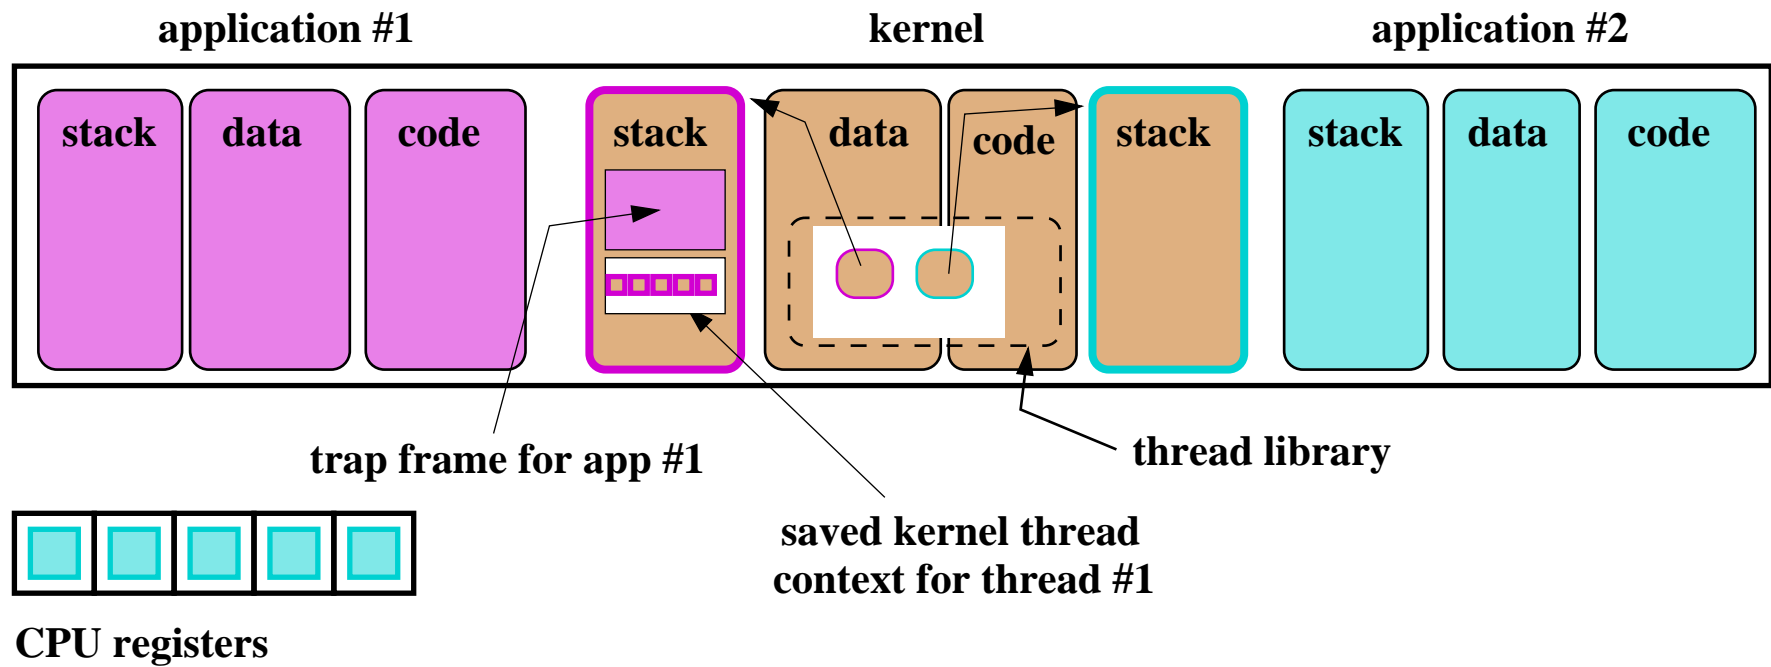 application #1
kernel
application #2
stack
data
code
stack
data
code
stack
stack
data
code
trap frame for app #1
thread library
saved kernel thread
context for thread #1
CPU registers